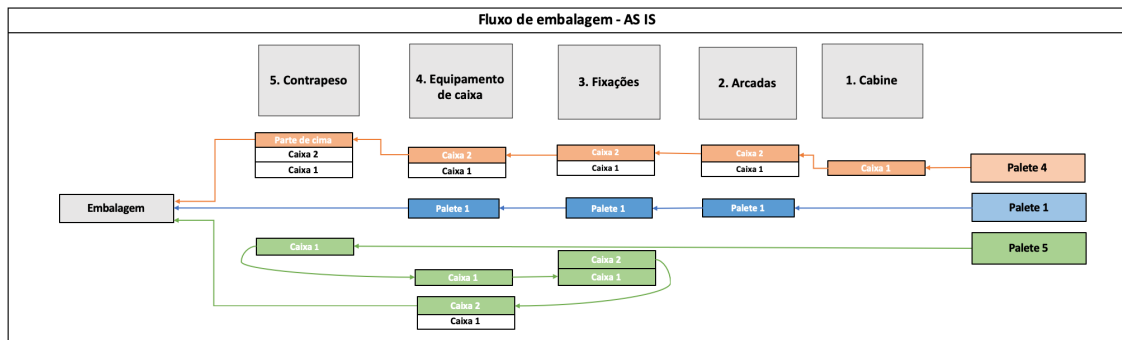 Fluxo de embalagem - AS IS
5. Contrapeso
4. Equipamento
de caixa
3. Fixações
2. Arcadas
1. Cabine
Parte de cima
Caixa 2
Caixa 1
Caixa 2
Caixa 1
Caixa 2
Caixa 1
Caixa 2
Caixa 1
Caixa 1
Palete 4
Embalagem
Palete 1
Palete 1
Palete 1
Palete 1
Caixa 1
Palete 5
Caixa 1
Caixa 2
Caixa 1
Caixa 2
Caixa 1